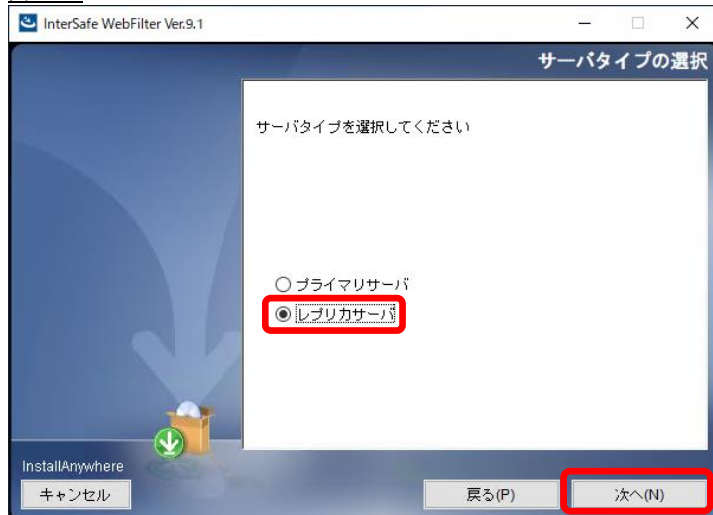 InterSafe WebFilter Ver.9.1
サーバタイプの選択
サーバタイプを選択してください
プライマリサーバ
レプリカサーバ
InstallAnywhere
キャンセル
戻る(P)
次へ(N)